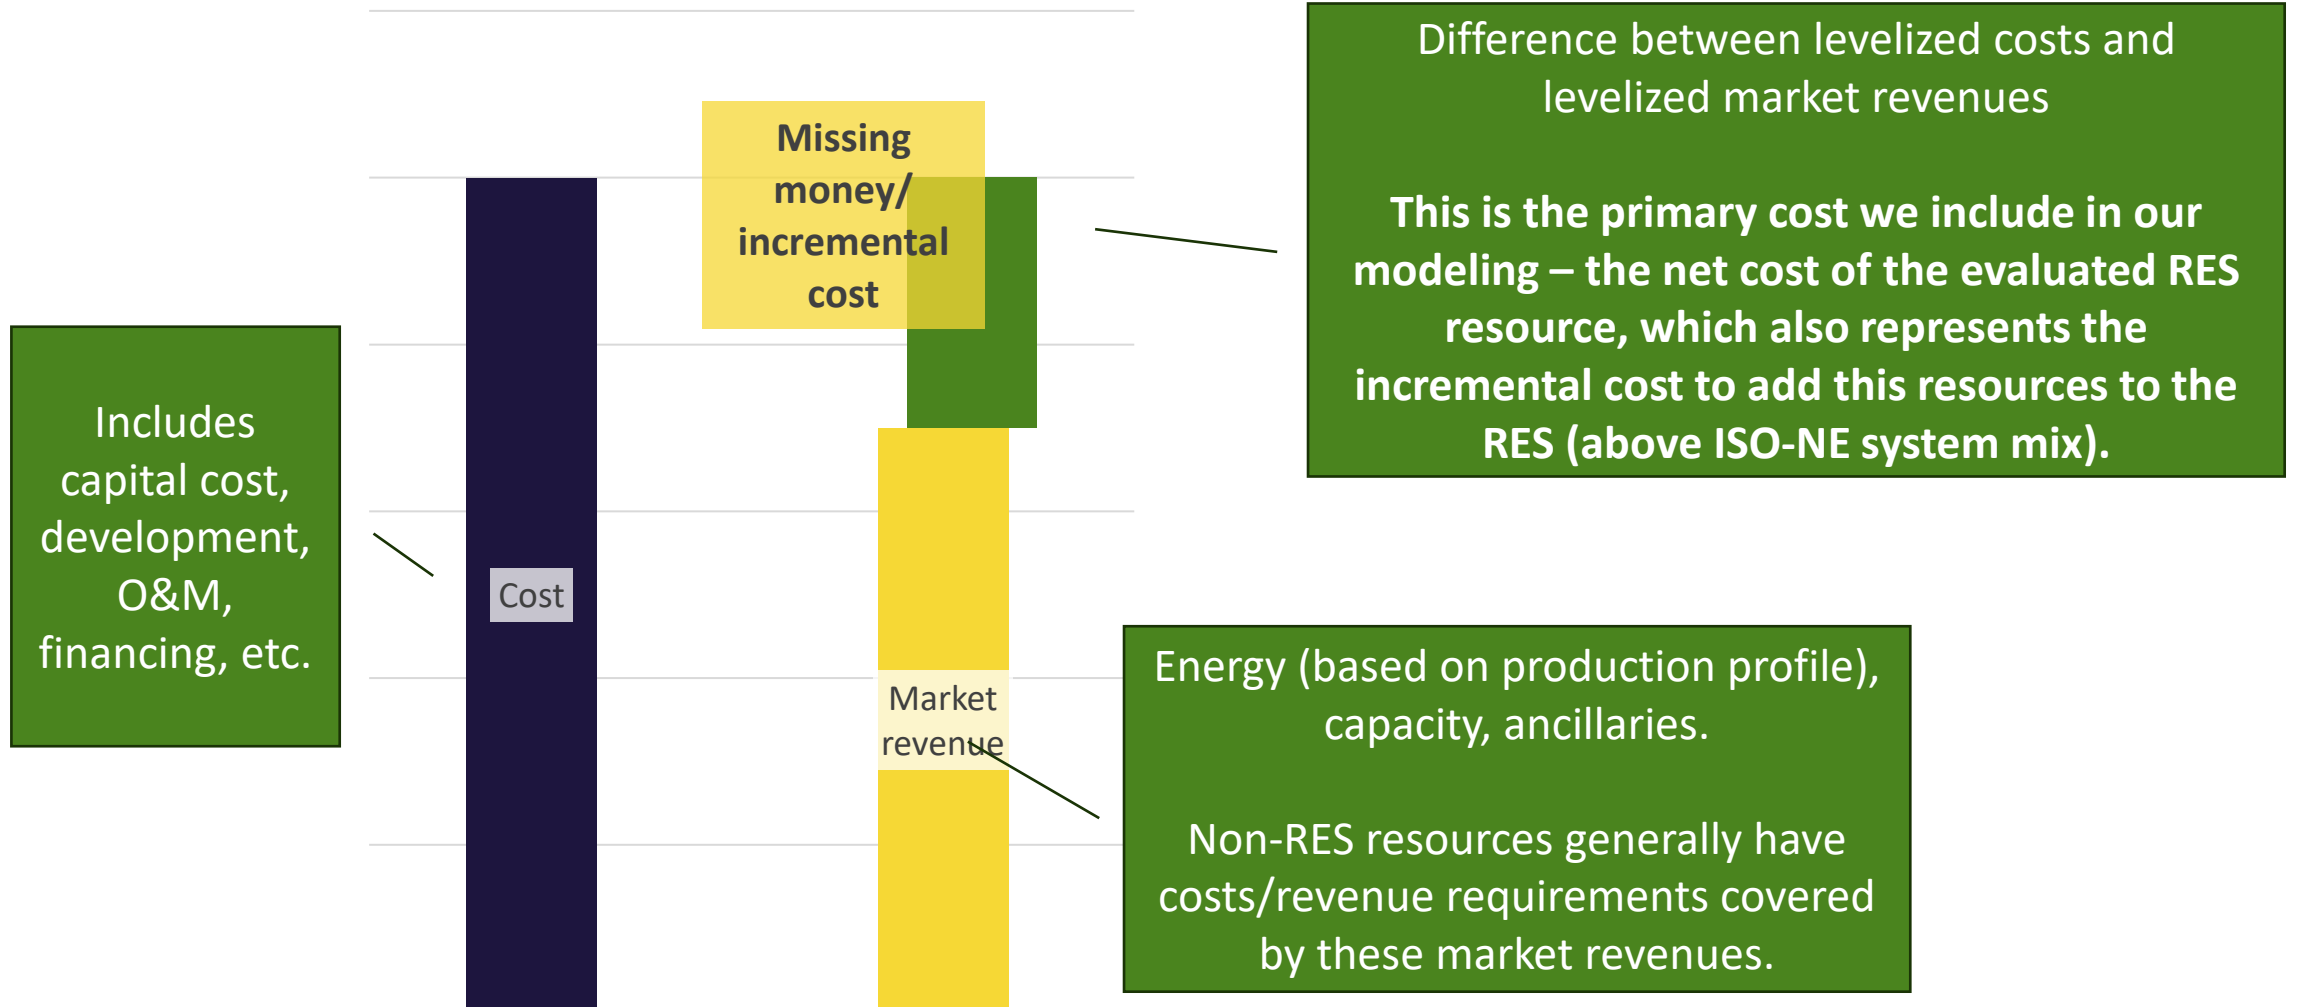 Includes
capital cost,
development,
O&M,
financing, etc.
Cost
Missing
money/
incremental
cost
Market
revenue
Difference between levelized costs and
levelized market revenues
This is the primary cost we include in our
modeling – the net cost of the evaluated RES
resource, which also represents the
incremental cost to add this resources to the
RES (above ISO-NE system mix).
Energy (based on production profile),
capacity, ancillaries.
Non-RES resources generally have
costs/revenue requirements covered
by these market revenues.